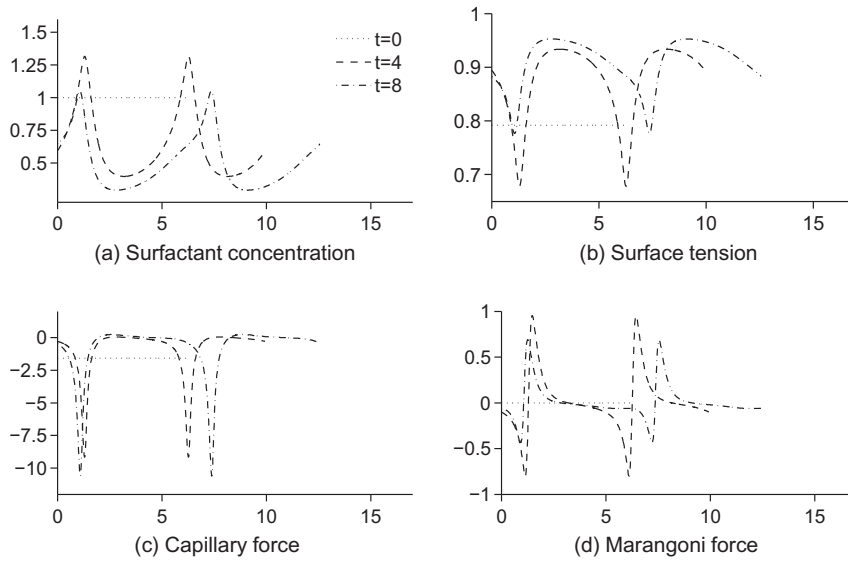 1.5
1.25
1
0.75
0.5
0 5 10 15
t=0
t=4
t=8
(a) Surfactant concentration
1
0.9
0.8
0.7
0 5 10 15
(b) Surface tension
0
−2.5
−5
−7.5
−10
0 5 10 15
(c) Capillary force
1
0.5
0
−0.5
−1
0 5 10 15
(d) Marangoni force